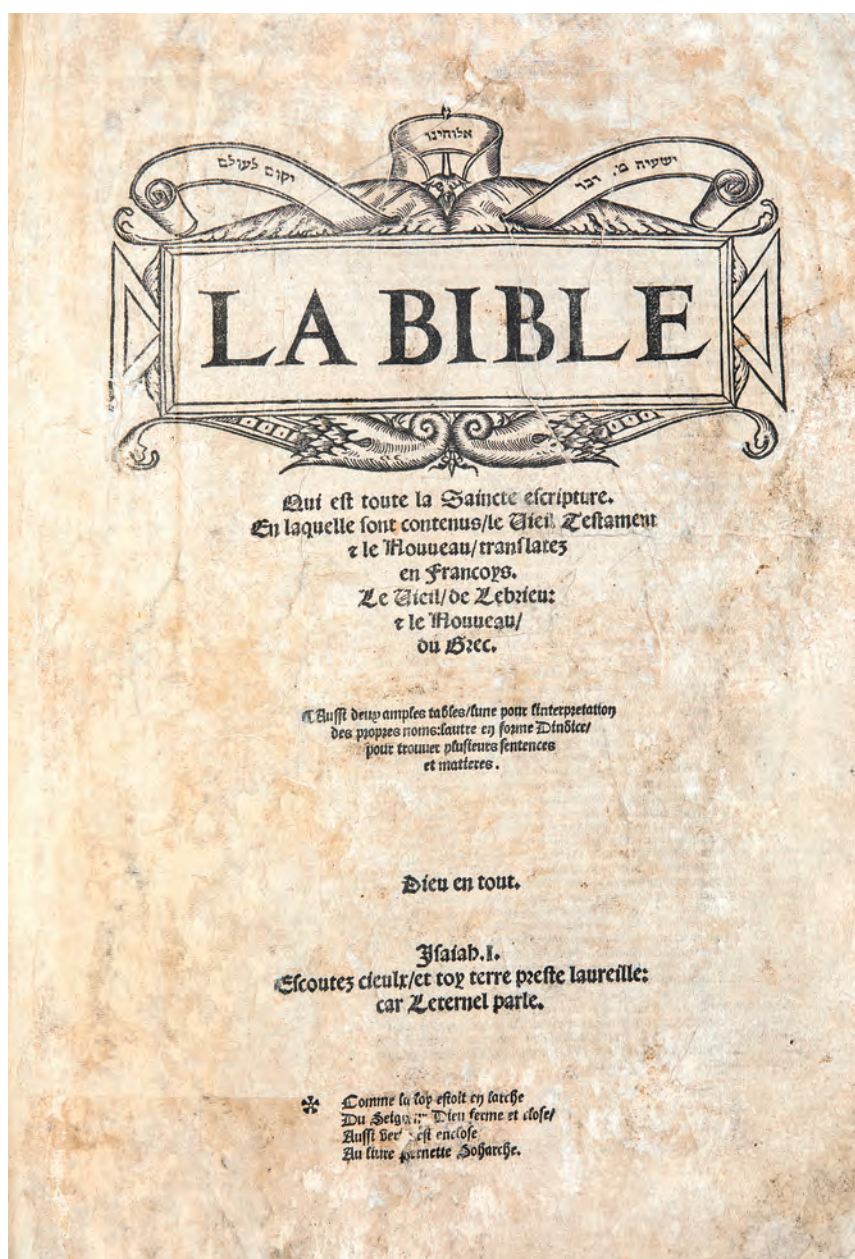 ישעיה מ׳ דבר
אלוהינו
יקום לעולם
LA BIBLE
Qui eſt toute la Saincte eſcripture.
En laquelle ſont contenus/le Vieil Teſtament
⁊ le Nouueau/tranſlatez
en Francoys.
Le Vieil/de Lebrieu:
⁊ le Nouueau/
du Grec.
¶Auſſi deux amples tables/lune pour linterpretation
des propres noms:lautre en forme Dindice/
pour trouuer pluſieurs ſentences
et matieres.
Dieu en tout.
Iſaiah.I.
Eſcoutez cieulx/et toy terre preſte laureille:
car Leternel parle.
✠ Comme la loy eſtoit en larche
Du Dieu ferme et cloſe/
Auſſi eſt encloſe
Au liure Soharche.